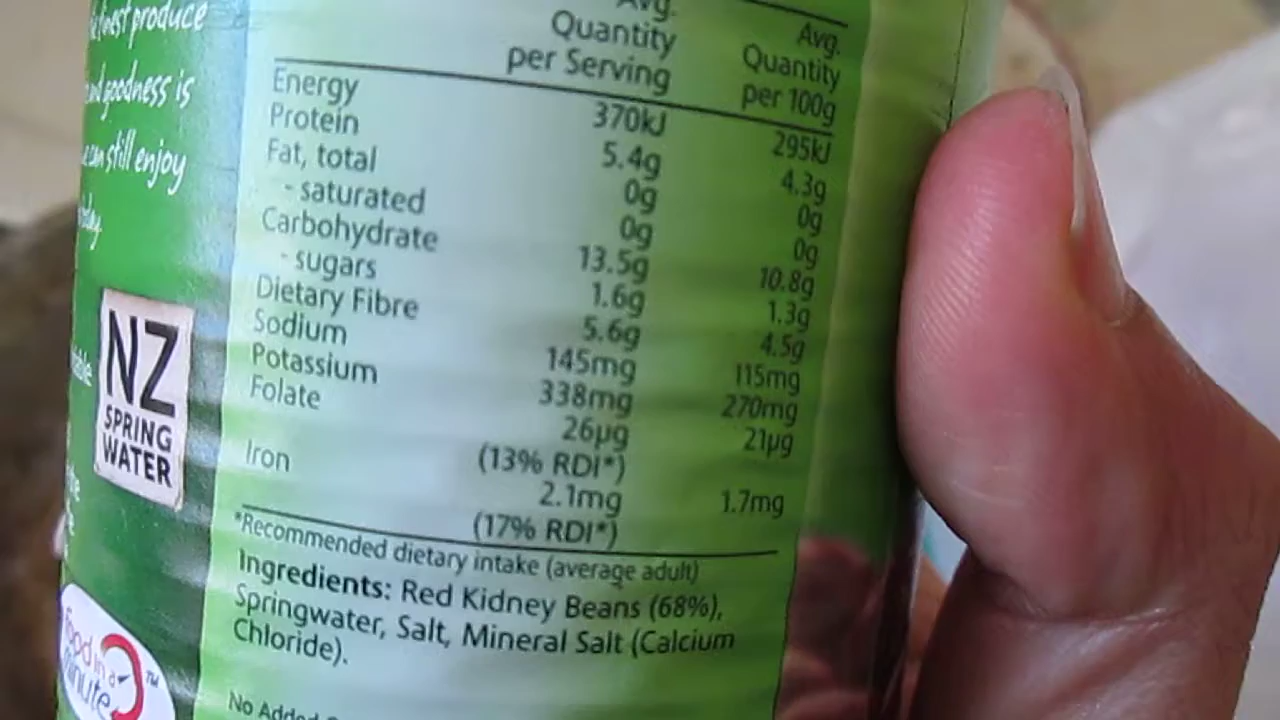 finest produce
and goodness is
can still enjoy
NZ
SPRING
WATER
food in a
minute
TM
Avg.
Quantity
per Serving
Avg.
Quantity
per 100g
Energy 370kJ 295kJ
Protein 5.4g 4.3g
Fat, total 0g 0g
- saturated 0g 0g
Carbohydrate 13.5g 10.8g
- sugars 1.6g 1.3g
Dietary Fibre 5.6g 4.5g
Sodium 145mg 115mg
Potassium 338mg 270mg
Folate 26µg 21µg
(13% RDI*)
Iron 2.1mg 1.7mg
(17% RDI*)
*Recommended dietary intake (average adult)
Ingredients: Red Kidney Beans (68%),
Springwater, Salt, Mineral Salt (Calcium
Chloride).
No Added